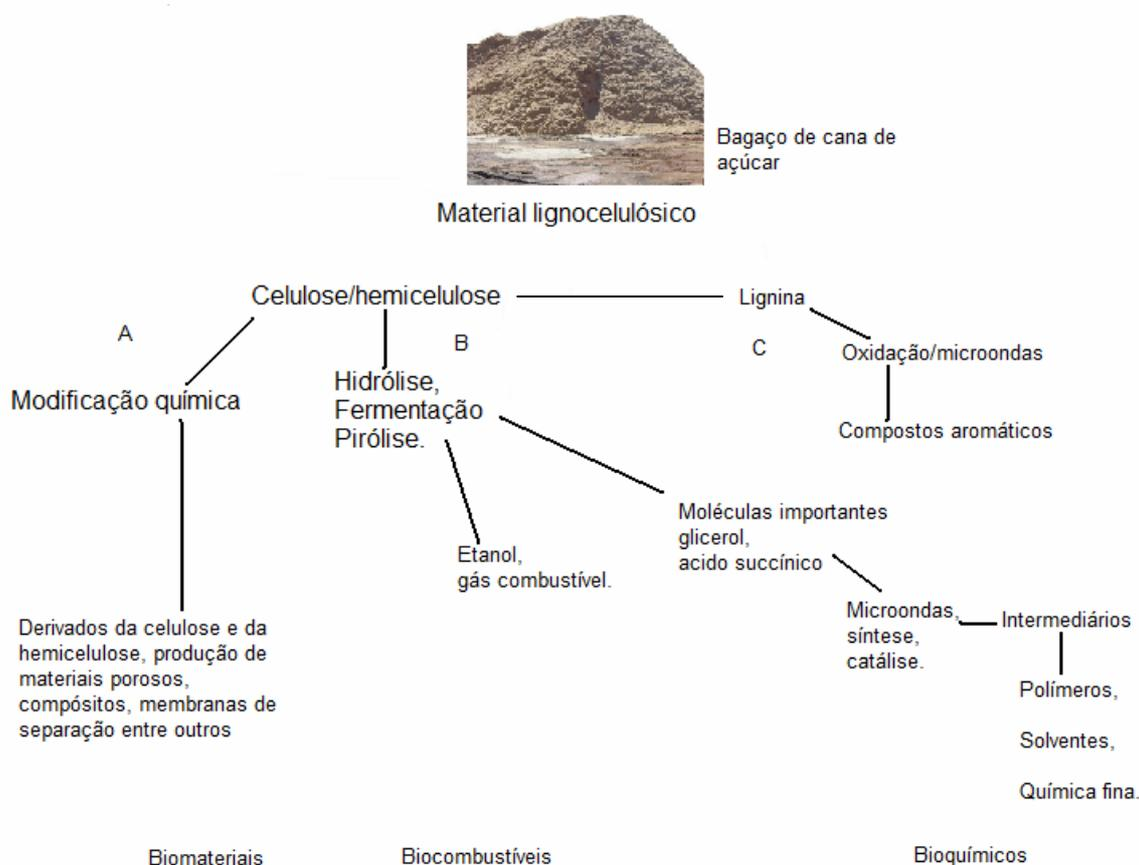 Bagaço de cana de
açúcar
Material lignocelulósico
Celulose/hemicelulose
Lignina
A
B
C
Oxidação/microondas
Modificação química
Hidrólise,
Fermentação
Pirólise.
Compostos aromáticos
Moléculas importantes
glicerol,
acido succínico
Etanol,
gás combustível.
Derivados da celulose e da
hemicelulose, produção de
materiais porosos,
compósitos, membranas de
separação entre outros
Microondas,
síntese,
catálise.
Intermediários
Polímeros,
Solventes,
Química fina.
Biomateriais
Biocombustíveis
Bioquímicos